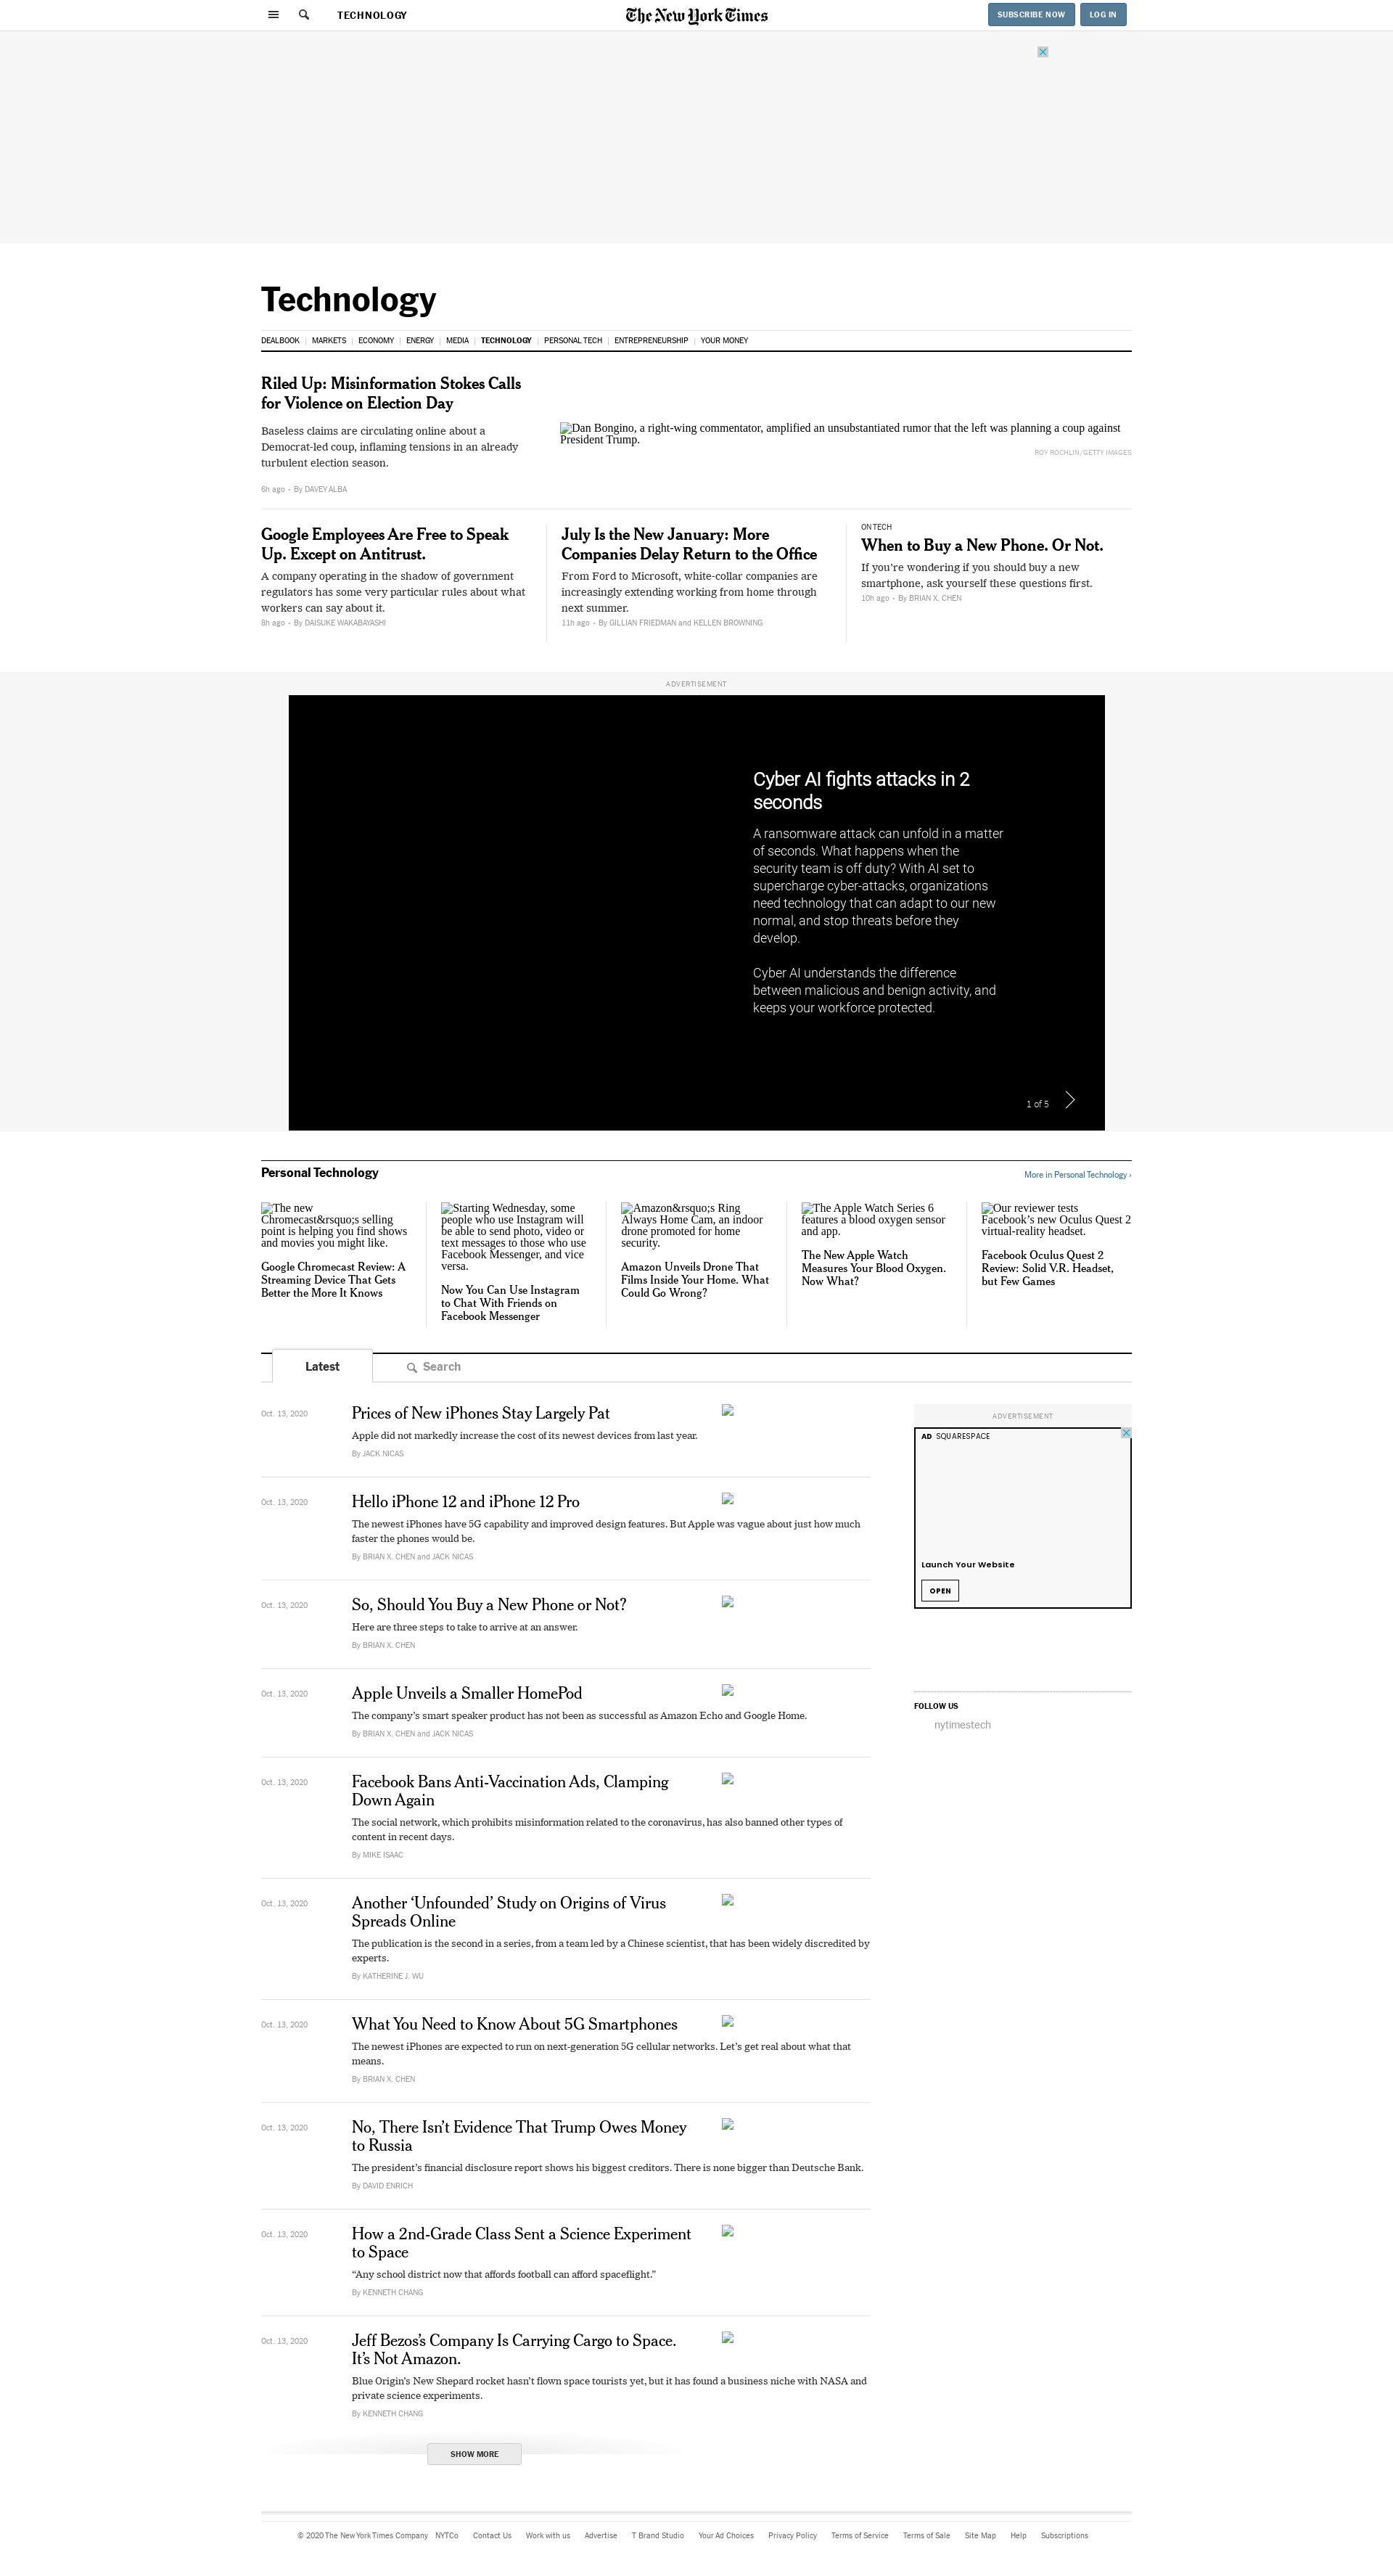 TECHNOLOGY
The New York Times
SUBSCRIBE NOW
LOG IN
Technology
DEALBOOK
MARKETS
ECONOMY
ENERGY
MEDIA
TECHNOLOGY
PERSONAL TECH
ENTREPRENEURSHIP
YOUR MONEY
Riled Up: Misinformation Stokes Calls
for Violence on Election Day
Baseless claims are circulating online about a
Democrat-led coup, inflaming tensions in an already
turbulent election season.
6h ago • By DAVEY ALBA
Dan Bongino, a right-wing commentator, amplified an unsubstantiated rumor that the left was planning a coup against
President Trump.
ROY ROCHLIN/GETTY IMAGES
Google Employees Are Free to Speak
Up. Except on Antitrust.
A company operating in the shadow of government
regulators has some very particular rules about what
workers can say about it.
8h ago • By DAISUKE WAKABAYASHI
July Is the New January: More
Companies Delay Return to the Office
From Ford to Microsoft, white-collar companies are
increasingly extending working from home through
next summer.
11h ago • By GILLIAN FRIEDMAN and KELLEN BROWNING
ON TECH
When to Buy a New Phone. Or Not.
If you're wondering if you should buy a new
smartphone, ask yourself these questions first.
10h ago • By BRIAN X. CHEN
ADVERTISEMENT
Cyber AI fights attacks in 2
seconds
A ransomware attack can unfold in a matter
of seconds. What happens when the
security team is off duty? With AI set to
supercharge cyber-attacks, organizations
need technology that can adapt to our new
normal, and stop threats before they
develop.
Cyber AI understands the difference
between malicious and benign activity, and
keeps your workforce protected.
1 of 5
Personal Technology
More in Personal Technology ›
The new
Chromecast&rsquo;s selling
point is helping you find shows
and movies you might like.
Google Chromecast Review: A
Streaming Device That Gets
Better the More It Knows
Starting Wednesday, some
people who use Instagram will
be able to send photo, video or
text messages to those who use
Facebook Messenger, and vice
versa.
Now You Can Use Instagram
to Chat With Friends on
Facebook Messenger
Amazon&rsquo;s Ring
Always Home Cam, an indoor
drone promoted for home
security.
Amazon Unveils Drone That
Films Inside Your Home. What
Could Go Wrong?
The Apple Watch Series 6
features a blood oxygen sensor
and app.
The New Apple Watch
Measures Your Blood Oxygen.
Now What?
Our reviewer tests
Facebook's new Oculus Quest 2
virtual-reality headset.
Facebook Oculus Quest 2
Review: Solid V.R. Headset,
but Few Games
Latest
Search
Oct. 13, 2020
Prices of New iPhones Stay Largely Pat
Apple did not markedly increase the cost of its newest devices from last year.
By JACK NICAS
Oct. 13, 2020
Hello iPhone 12 and iPhone 12 Pro
The newest iPhones have 5G capability and improved design features. But Apple was vague about just how much
faster the phones would be.
By BRIAN X. CHEN and JACK NICAS
Oct. 13, 2020
So, Should You Buy a New Phone or Not?
Here are three steps to take to arrive at an answer.
By BRIAN X. CHEN
Oct. 13, 2020
Apple Unveils a Smaller HomePod
The company's smart speaker product has not been as successful as Amazon Echo and Google Home.
By BRIAN X. CHEN and JACK NICAS
Oct. 13, 2020
Facebook Bans Anti-Vaccination Ads, Clamping
Down Again
The social network, which prohibits misinformation related to the coronavirus, has also banned other types of
content in recent days.
By MIKE ISAAC
Oct. 13, 2020
Another ‘Unfounded’ Study on Origins of Virus
Spreads Online
The publication is the second in a series, from a team led by a Chinese scientist, that has been widely discredited by
experts.
By KATHERINE J. WU
Oct. 13, 2020
What You Need to Know About 5G Smartphones
The newest iPhones are expected to run on next-generation 5G cellular networks. Let's get real about what that
means.
By BRIAN X. CHEN
Oct. 13, 2020
No, There Isn't Evidence That Trump Owes Money
to Russia
The president's financial disclosure report shows his biggest creditors. There is none bigger than Deutsche Bank.
By DAVID ENRICH
Oct. 13, 2020
How a 2nd-Grade Class Sent a Science Experiment
to Space
“Any school district now that affords football can afford spaceflight.”
By KENNETH CHANG
Oct. 13, 2020
Jeff Bezos's Company Is Carrying Cargo to Space.
It's Not Amazon.
Blue Origin's New Shepard rocket hasn't flown space tourists yet, but it has found a business niche with NASA and
private science experiments.
By KENNETH CHANG
SHOW MORE
ADVERTISEMENT
AD SQUARESPACE
Launch Your Website
OPEN
FOLLOW US
nytimestech
© 2020 The New York Times Company
NYTCo
Contact Us
Work with us
Advertise
T Brand Studio
Your Ad Choices
Privacy Policy
Terms of Service
Terms of Sale
Site Map
Help
Subscriptions